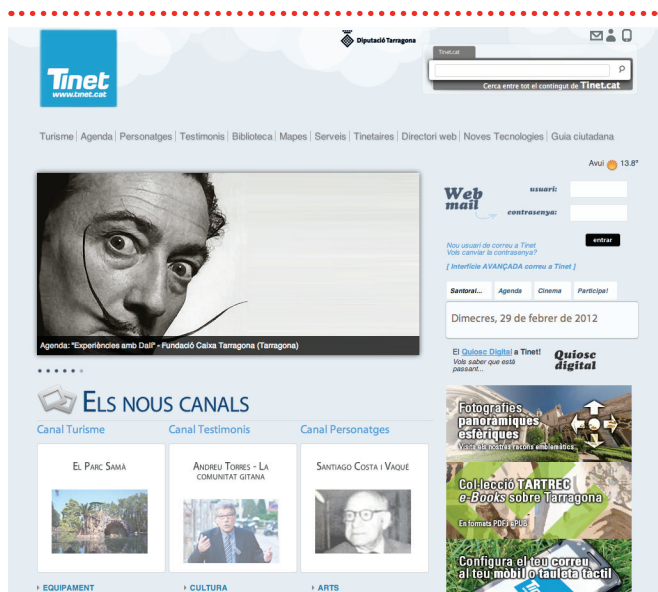 Tinet
www.tinet.cat
Diputació Tarragona
Tinet.cat
Cerca entre tot el contingut de Tinet.cat
Turisme | Agenda | Personatges | Testimonis | Biblioteca | Mapes | Serveis | Tinetaires | Directori web | Noves Tecnologies | Guia ciutadana
Avui 13.8º
Web mail
usuari:
contrasenya:
entrar
Nou usuari de correu a Tinet
Vols canviar la contrasenya?
[ Interfície AVANÇADA correu a Tinet ]
Santoral... Agenda Cinema Participa!
Dimecres, 29 de febrer de 2012
Agenda: "Experiències amb Dalí" - Fundació Caixa Tarragona (Tarragona)
El Quiosc Digital a Tinet!
Vols saber que està
passant...
Quiosc
digital
ELS NOUS CANALS
Canal Turisme
Canal Testimonis
Canal Personatges
EL PARC SAMÀ
ANDREU TORRES - LA
COMUNITAT GITANA
SANTIAGO COSTA I VAQUÉ
EQUIPAMENT
CULTURA
ARTS
Fotografies
panoràmiques
esfèriques
Viatja els nostres racons emblemàtics
Col·lecció TARTREC
e-Books sobre Tarragona
En formats PDF i ePUB
Configura el teu correu
al teu mòbil o tauleta tàctil